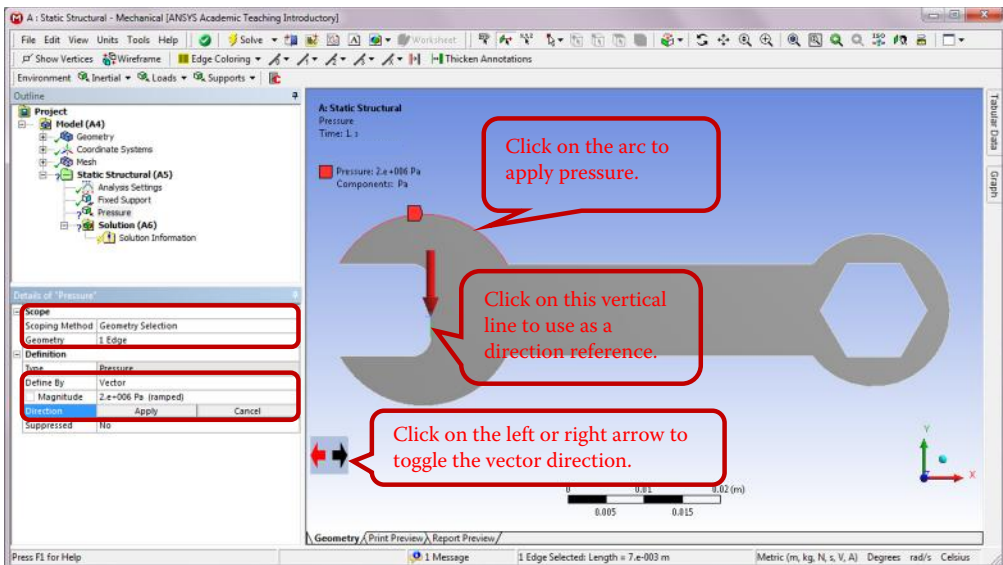 A : Static Structural - Mechanical [ANSYS Academic Teaching Introductory]
File Edit View Units Tools Help Solve Worksheet
Show Vertices Wireframe Edge Coloring Thicken Annotations
Environment Inertial Loads Supports
Outline
Project
Model (A4)
Geometry
Coordinate Systems
Mesh
Static Structural (A5)
Analysis Settings
Fixed Support
Pressure
Solution (A6)
Solution Information
Details of "Pressure"
Scope
Scoping Method Geometry Selection
Geometry 1 Edge
Definition
Type Pressure
Define By Vector
Magnitude 2.e+006 Pa (ramped)
Direction Apply Cancel
Suppressed No
A: Static Structural
Pressure
Time: 1. s
Pressure: 2.e+006 Pa
Components: Pa
Click on the arc to
apply pressure.
Click on this vertical
line to use as a
direction reference.
Click on the left or right arrow to
toggle the vector direction.
0 0.01 0.02 (m)
0.005 0.015
Y
X
Tabular Data
Graph
Geometry Print Preview Report Preview
Press F1 for Help 1 Message 1 Edge Selected: Length = 7.e-003 m Metric (m, kg, N, s, V, A) Degrees rad/s Celsius